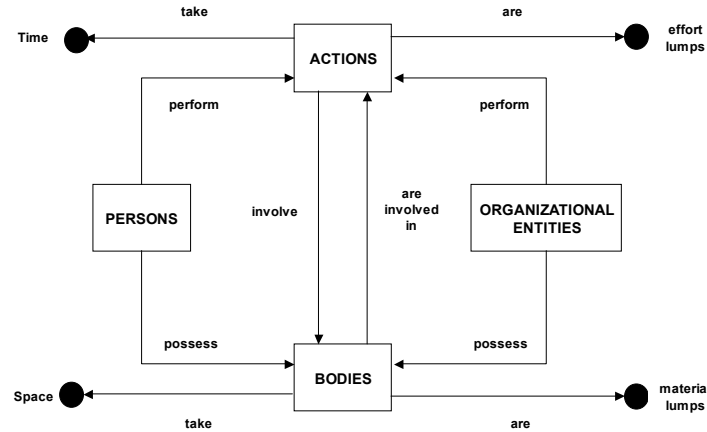 take
are
Time
effort
lumps
ACTIONS
perform
perform
PERSONS
involve
are
involved
in
ORGANIZATIONAL
ENTITIES
possess
possess
BODIES
Space
materia
lumps
take
are